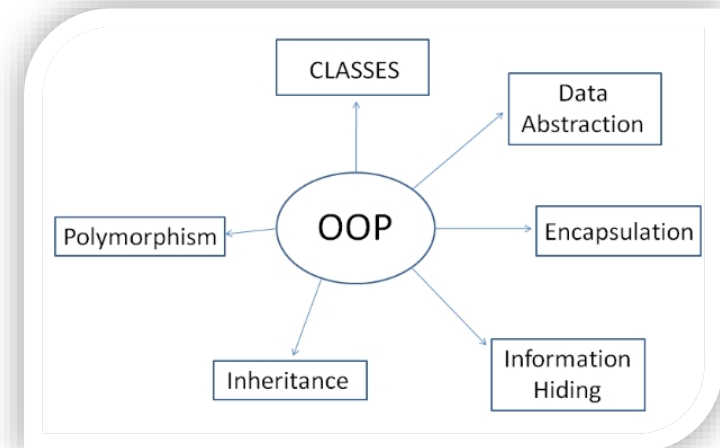 CLASSES
Data
Abstraction
OOP
Polymorphism
Encapsulation
Inheritance
Information
Hiding